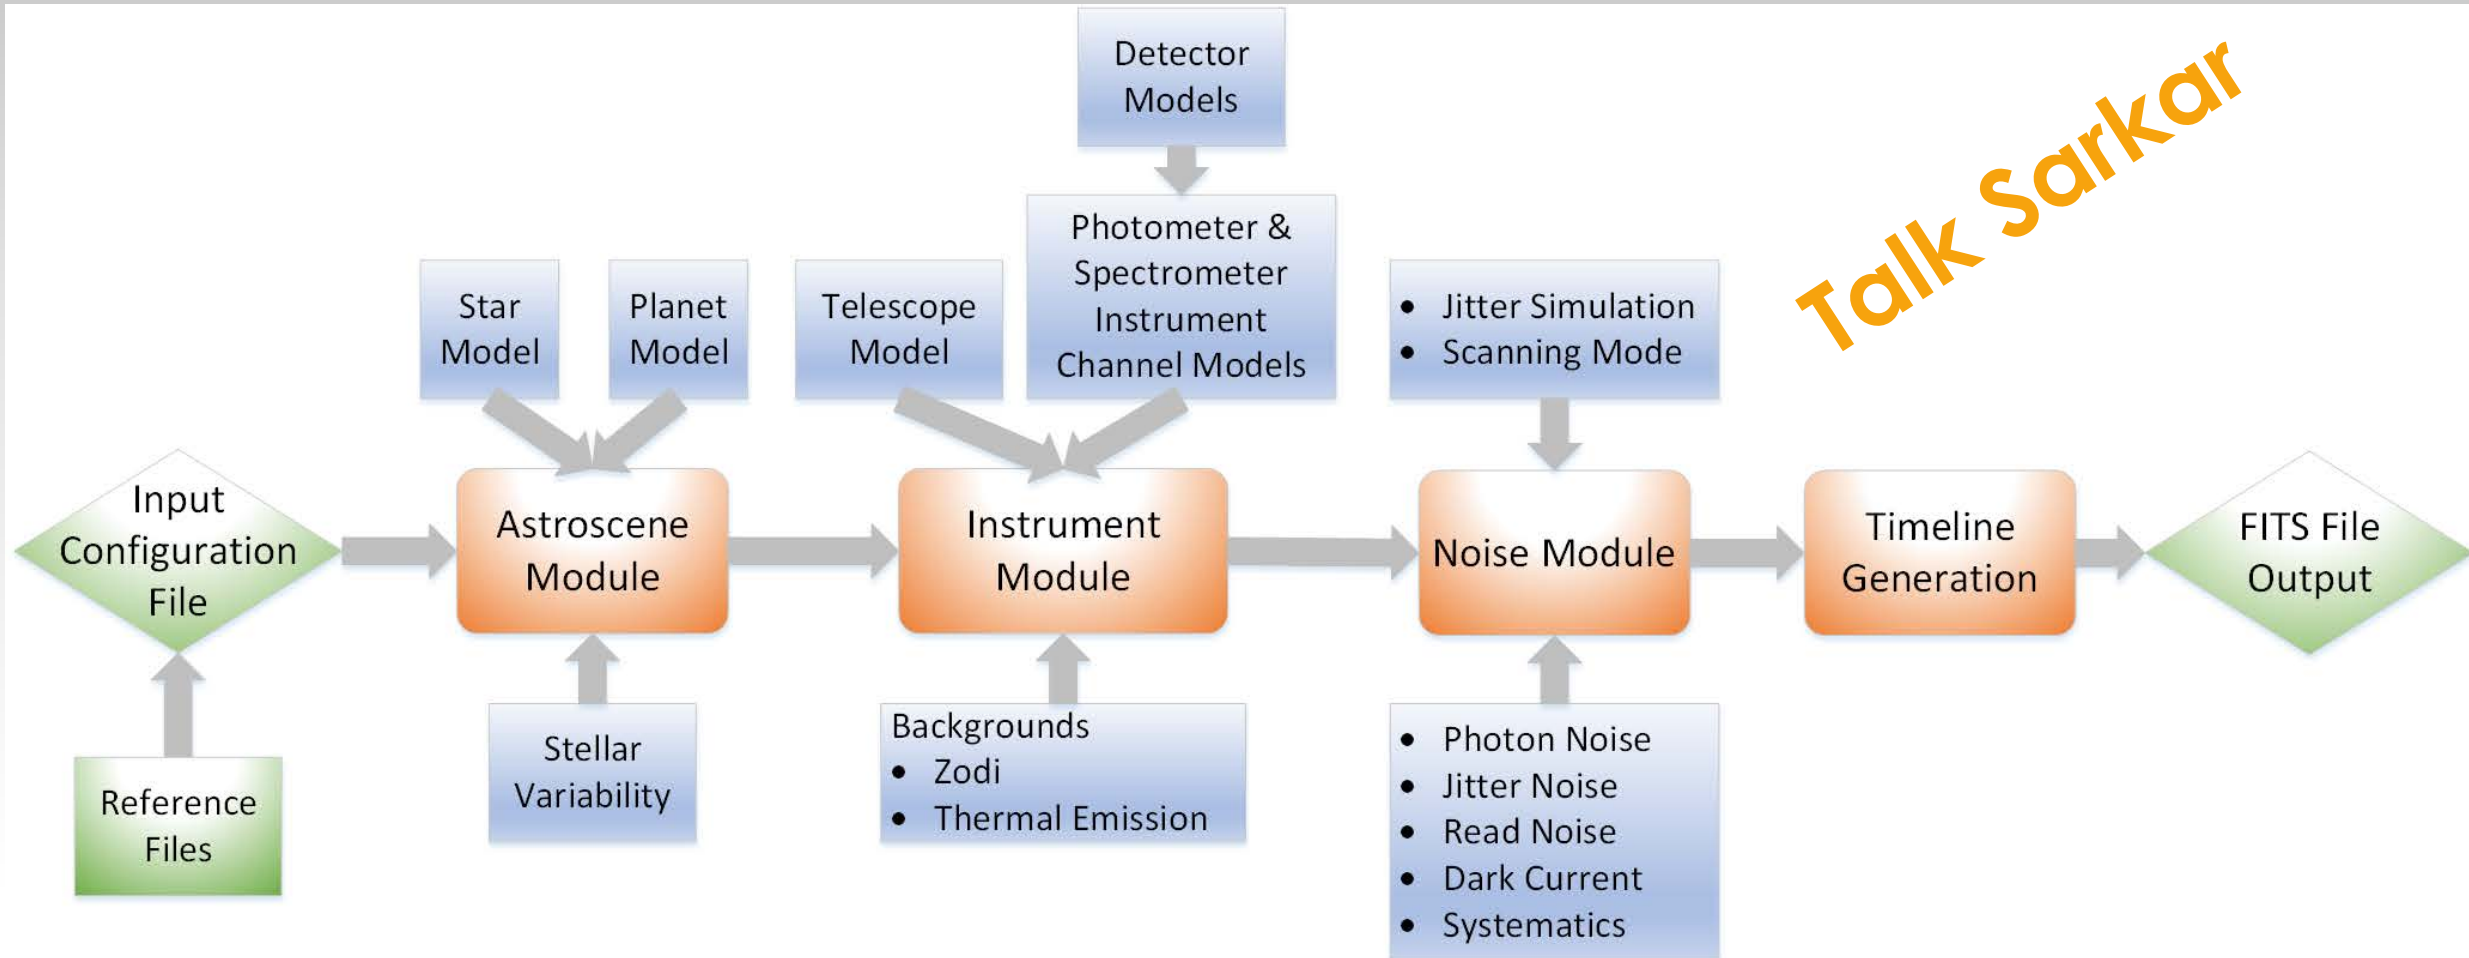 Detector
Models
Talk Sarkar
Photometer &
Spectrometer
Instrument
Channel Models
Star
Model
Planet
Model
Telescope
Model
• Jitter Simulation
• Scanning Mode
Input
Configuration
File
Astroscene
Module
Instrument
Module
Noise Module
Timeline
Generation
FITS File
Output
Reference
Files
Stellar
Variability
Backgrounds
• Zodi
• Thermal Emission
• Photon Noise
• Jitter Noise
• Read Noise
• Dark Current
• Systematics